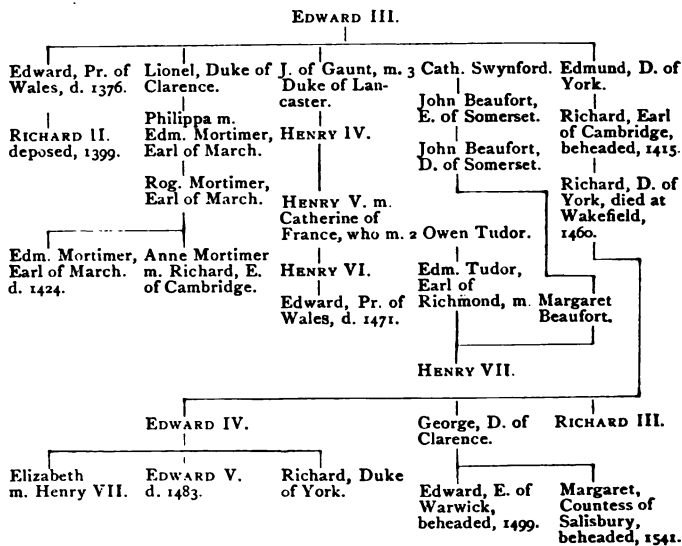 EDWARD III.
Edward, Pr. of
Wales, d. 1376.
Lionel, Duke of
Clarence.
J. of Gaunt, m. 3 Cath. Swynford.
Duke of Lan-
caster.
Edmund, D. of
York.
RICHARD II.
deposed, 1399.
Philippa m.
Edm. Mortimer,
Earl of March.
HENRY IV.
John Beaufort,
E. of Somerset.
Richard, Earl
of Cambridge,
beheaded, 1415.
John Beaufort,
D. of Somerset.
Rog. Mortimer,
Earl of March.
HENRY V. m.
Catherine of
France, who m. 2 Owen Tudor.
Richard, D. of
York, died at
Wakefield,
1460.
Edm. Mortimer,
Earl of March.
d. 1424.
Anne Mortimer
m. Richard, E.
of Cambridge.
HENRY VI.
Edm. Tudor,
Earl of
Richmond, m. Margaret
Beaufort.
Edward, Pr. of
Wales, d. 1471.
HENRY VII.
EDWARD IV.
George, D. of
Clarence.
RICHARD III.
Elizabeth
m. Henry VII.
EDWARD V.
d. 1483.
Richard, Duke
of York.
Edward, E. of
Warwick,
beheaded, 1499.
Margaret,
Countess of
Salisbury,
beheaded, 1541.